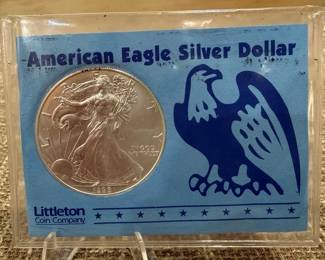 American Eagle Silver Dollar
Littleton
Coin Company